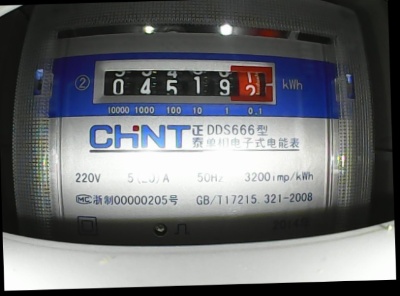 ② 04519 kWh
10000 1000 100 10 1 0.1
CHNT 正泰 DDS666型
单相电子式电能表
220V A 50Hz 3200imp/kWh
MC 浙制00000205号 GB/T17215.321-2008